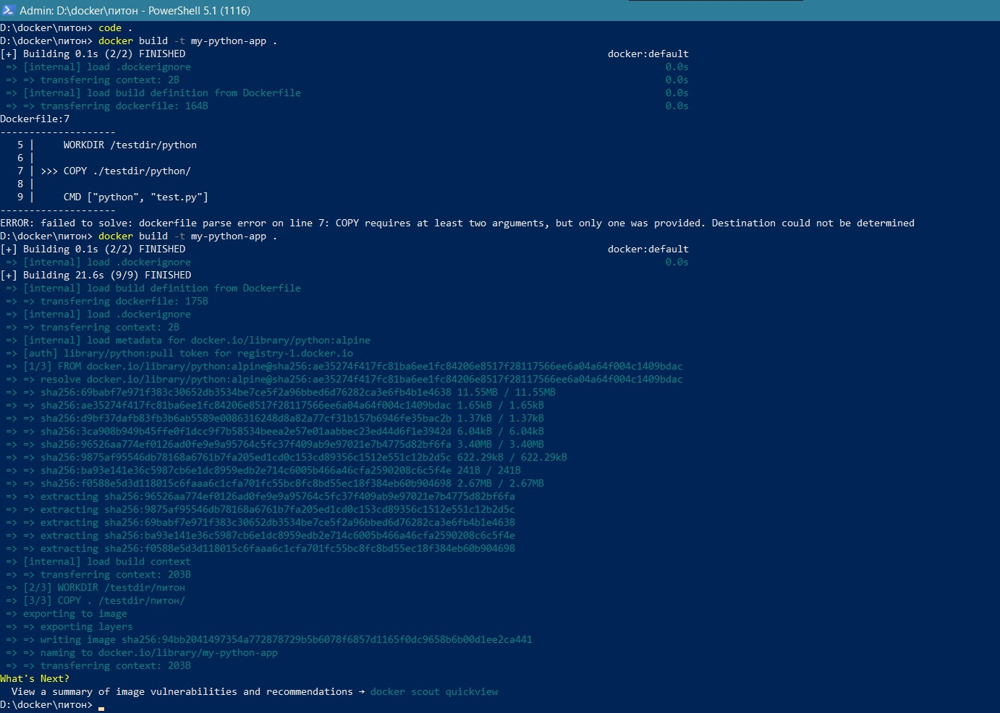 Admin: D:\docker\питон - PowerShell 5.1 (1116)
D:\docker\питон> code .
D:\docker\питон> docker build -t my-python-app .
[+] Building 0.1s (2/2) FINISHED docker:default
=> [internal] load .dockerignore 0.0s
=> => transferring context: 2B 0.0s
=> [internal] load build definition from Dockerfile 0.0s
=> => transferring dockerfile: 164B 0.0s
Dockerfile:7
--------------------
5 | WORKDIR /testdir/python
6 |
7 | >>> COPY ./testdir/python/
8 |
9 | CMD ["python", "test.py"]
--------------------
ERROR: failed to solve: dockerfile parse error on line 7: COPY requires at least two arguments, but only one was provided. Destination could not be determined
D:\docker\питон> docker build -t my-python-app .
[+] Building 0.1s (2/2) FINISHED docker:default
=> [internal] load .dockerignore 0.0s
[+] Building 21.6s (9/9) FINISHED
=> [internal] load build definition from Dockerfile
=> => transferring dockerfile: 175B
=> [internal] load .dockerignore
=> => transferring context: 2B
=> [internal] load metadata for docker.io/library/python:alpine
=> [auth] library/python:pull token for registry-1.docker.io
=> [1/3] FROM docker.io/library/python:alpine@sha256:ae35274f417fc81ba6ee1fc84206e8517f28117566ee6a04a64f004c1409bdac
=> => resolve docker.io/library/python:alpine@sha256:ae35274f417fc81ba6ee1fc84206e8517f28117566ee6a04a64f004c1409bdac
=> => sha256:69babf7e971f383c30652db3534be7ce5f2a96bbed6d76282ca3e6fb4b1e4638 11.55MB / 11.55MB
=> => sha256:ae35274f417fc81ba6ee1fc84206e8517f28117566ee6a04a64f004c1409bdac 1.65kB / 1.65kB
=> => sha256:d9bf37dafb83fb3b6ab5589e0086316248d8a82a77cf31b157b6946fe35bac2b 1.37kB / 1.37kB
=> => sha256:3ca908b949b45ffe0f1dcc9f7b58534beea2e57e01aabbec23ed44d6f1e3942d 6.04kB / 6.04kB
=> => sha256:96526aa774ef0126ad0fe9e9a95764c5fc37f409ab9e97021e7b4775d82bf6fa 3.40MB / 3.40MB
=> => sha256:9875af95546db78168a6761b7fa205ed1cd0c153cd89356c1512e551c12b2d5c 622.29kB / 622.29kB
=> => sha256:ba93e141e36c5987cb6e1dc8959edb2e714c6005b466a46cfa2590208c6c5f4e 241B / 241B
=> => sha256:f0588e5d3d118015c6faaa6c1cfa701fc55bc8fc8bd55ec18f384eb60b904698 2.67MB / 2.67MB
=> => extracting sha256:96526aa774ef0126ad0fe9e9a95764c5fc37f409ab9e97021e7b4775d82bf6fa
=> => extracting sha256:9875af95546db78168a6761b7fa205ed1cd0c153cd89356c1512e551c12b2d5c
=> => extracting sha256:69babf7e971f383c30652db3534be7ce5f2a96bbed6d76282ca3e6fb4b1e4638
=> => extracting sha256:ba93e141e36c5987cb6e1dc8959edb2e714c6005b466a46cfa2590208c6c5f4e
=> => extracting sha256:f0588e5d3d118015c6faaa6c1cfa701fc55bc8fc8bd55ec18f384eb60b904698
=> [internal] load build context
=> => transferring context: 203B
=> [2/3] WORKDIR /testdir/питон
=> [3/3] COPY . /testdir/питон/
=> exporting to image
=> => exporting layers
=> => writing image sha256:94bb2041497354a772878729b5b6078f6857d1165f0dc9658b6b00d1ee2ca441
=> => naming to docker.io/library/my-python-app
=> => transferring context: 203B
What's Next?
View a summary of image vulnerabilities and recommendations → docker scout quickview
D:\docker\питон>